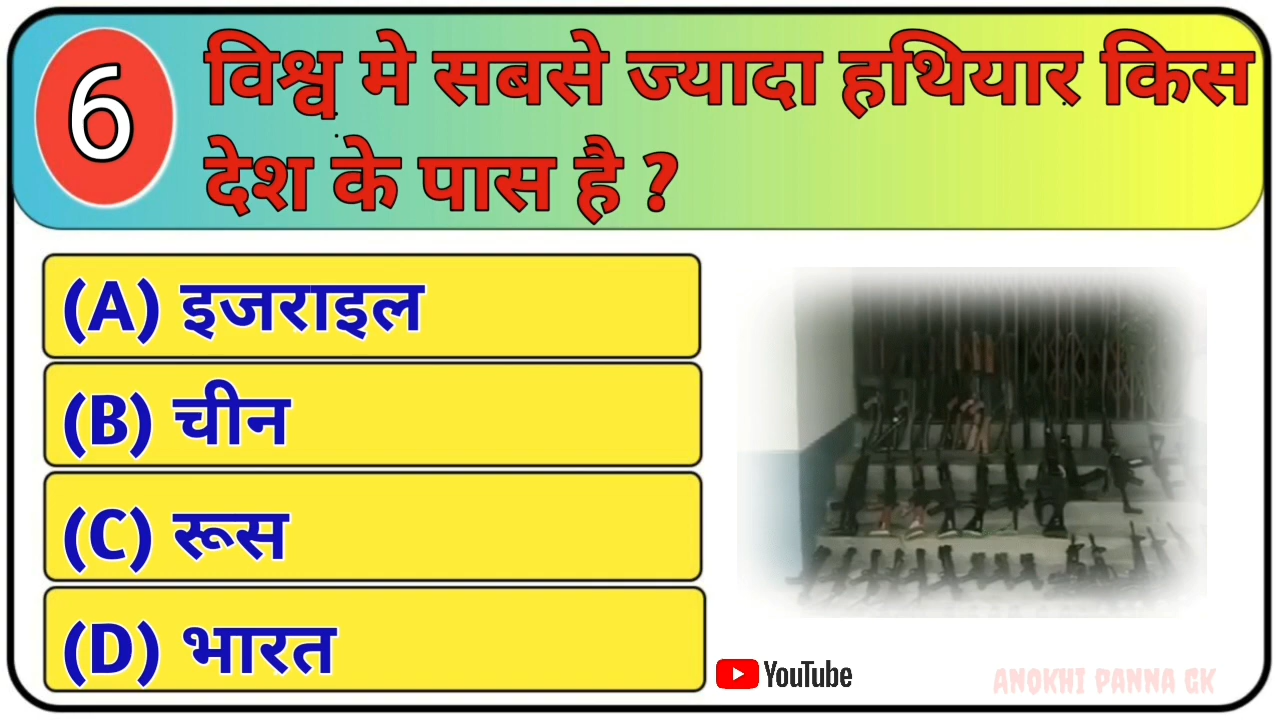 6
विश्व मे सबसे ज्यादा हथियार किस
देश के पास है ?
(A) इजराइल
(B) चीन
(C) रूस
(D) भारत
YouTube
ANOKHI PANNA GK